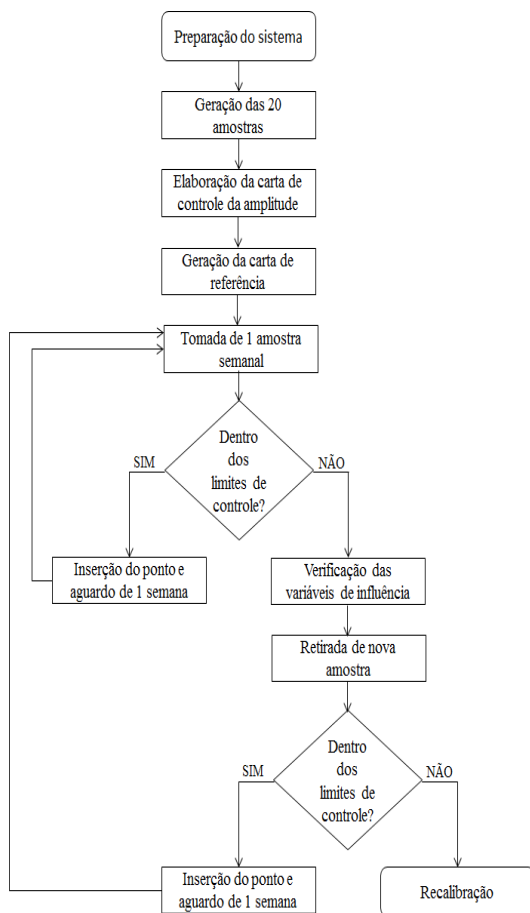 Preparação do sistema
Geração das 20
amostras
Elaboração da carta de
controle da amplitude
Geração da carta de
referência
Tomada de 1 amostra
semanal
Dentro
dos
limites de
controle?
SIM
NÃO
Inserção do ponto e
aguardo de 1 semana
Verificação das
variáveis de influência
Retirada de nova
amostra
Dentro
dos
limites de
controle?
SIM
NÃO
Inserção do ponto e
aguardo de 1 semana
Recalibração